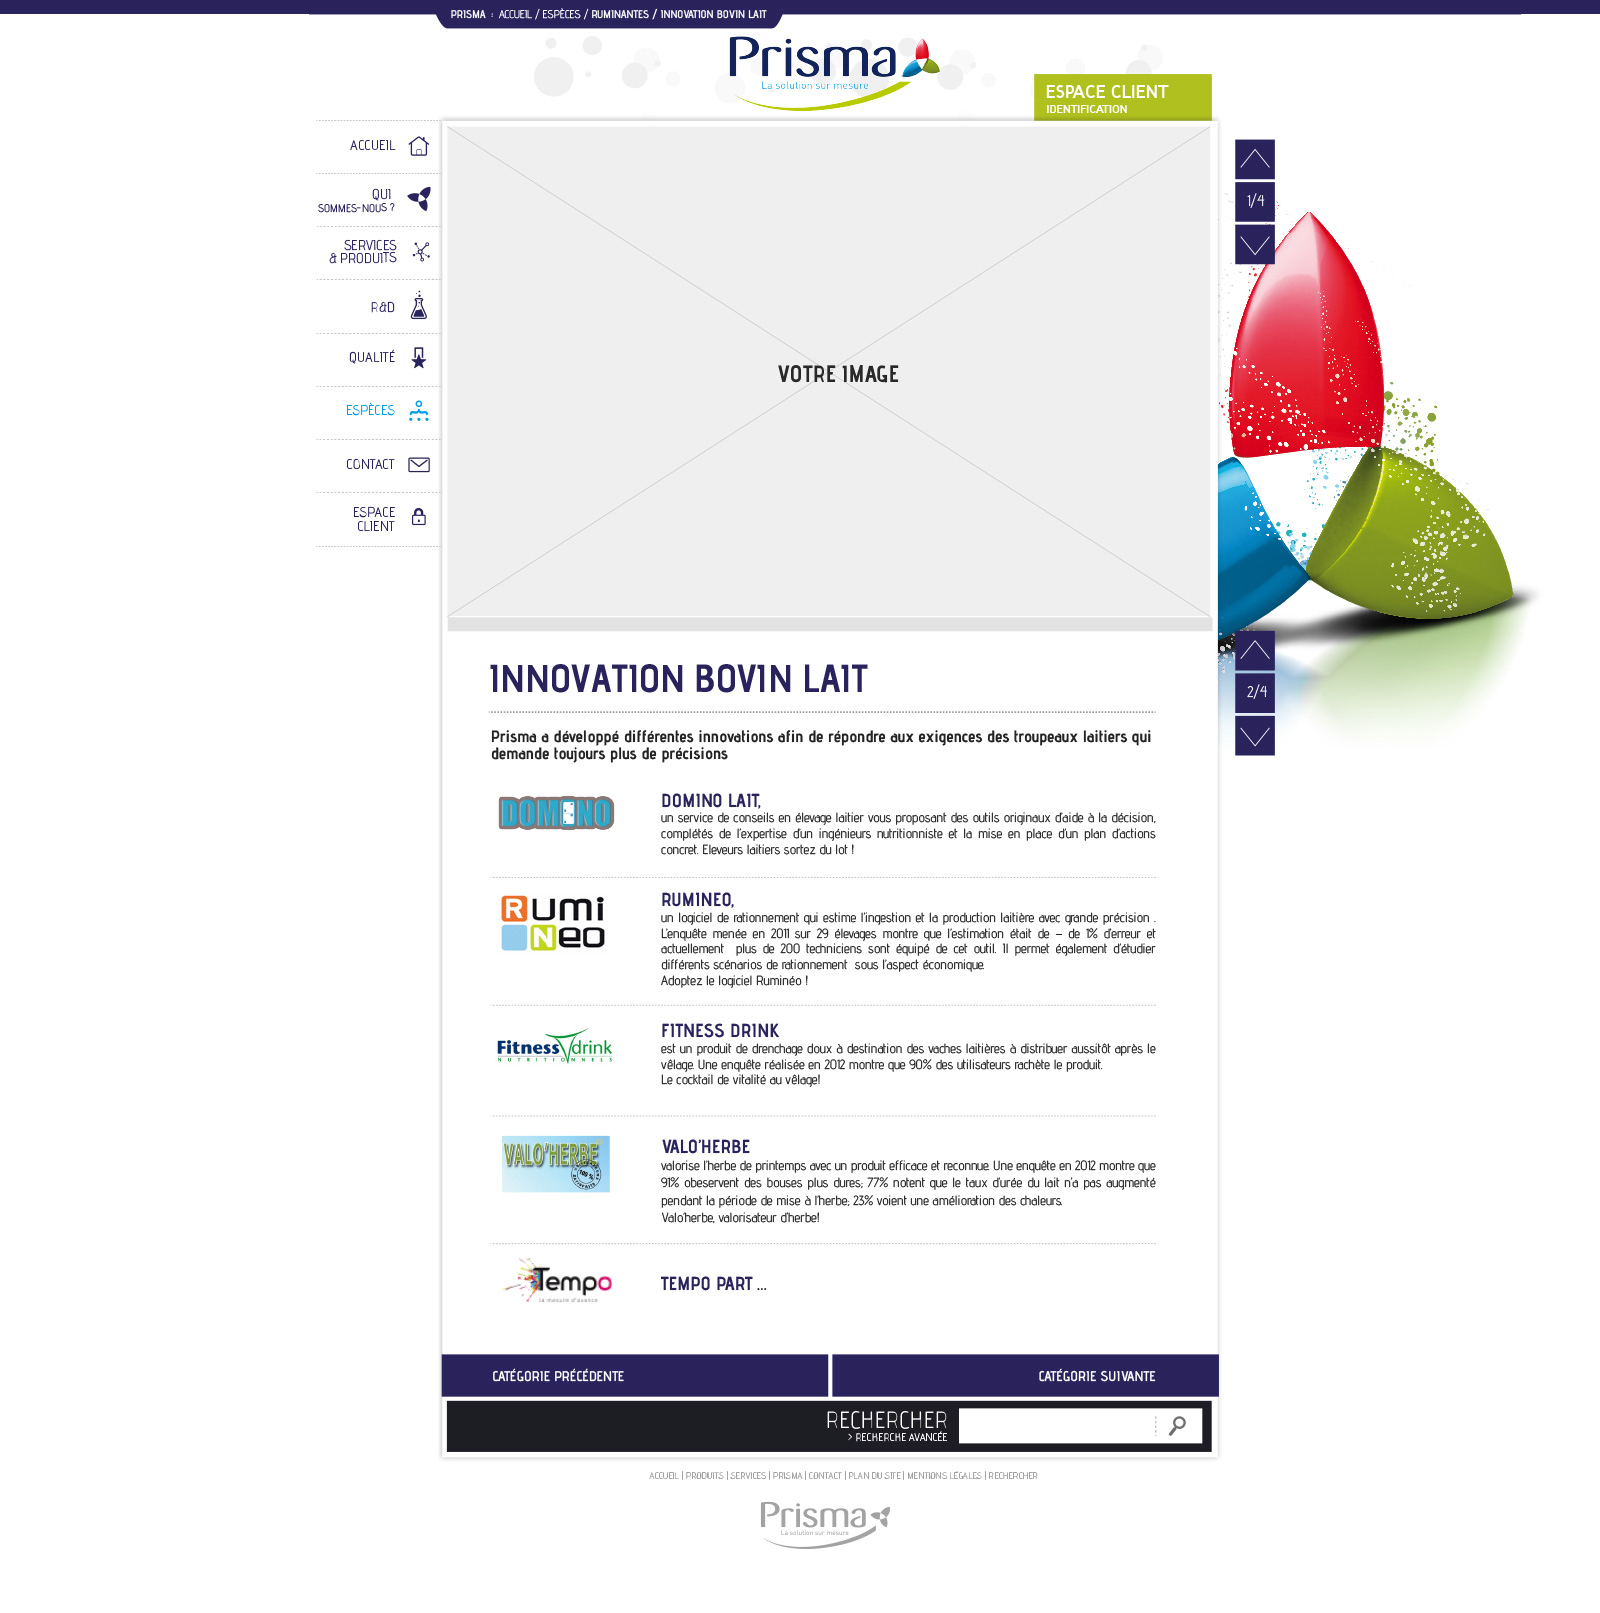 PRISMA : ACCUEIL / ESPÈCES / RUMINANTES / INNOVATION BOVIN LAIT
Prisma
La solution sur mesure
ESPACE CLIENT
IDENTIFICATION
ACCUEIL
QUI
SOMMES-NOUS ?
SERVICES
& PRODUITS
R&D
QUALITÉ
ESPÈCES
CONTACT
ESPACE
CLIENT
VOTRE IMAGE
1/4
2/4
INNOVATION BOVIN LAIT
Prisma a développé différentes innovations afin de répondre aux exigences des troupeaux laitiers qui
demande toujours plus de précisions
DOMINO
DOMINO LAIT,
un service de conseils en élevage laitier vous proposant des outils originaux d'aide à la décision,
complétés de l'expertise d'un ingénieurs nutritionniste et la mise en place d'un plan d'actions
concret. Eleveurs laitiers sortez du lot !
Rumi
Neo
RUMINEO,
un logiciel de rationnement qui estime l'ingestion et la production laitière avec grande précision .
L'enquête menée en 2011 sur 29 élevages montre que l'estimation était de – de 1% d'erreur et
actuellement plus de 200 techniciens sont équipé de cet outil. Il permet également d'étudier
différents scénarios de rationnement sous l'aspect économique.
Adoptez le logiciel Ruminéo !
Fitness drink
NUTRITIONNELS
FITNESS DRINK
est un produit de drenchage doux à destination des vaches laitières à distribuer aussitôt après le
vêlage. Une enquête réalisée en 2012 montre que 90% des utilisateurs rachète le produit.
Le cocktail de vitalité au vêlage!
VALO'HERBE
100 %
VALO'HERBE
valorise l'herbe de printemps avec un produit efficace et reconnue. Une enquête en 2012 montre que
91% obeservent des bouses plus dures; 77% notent que le taux d'urée du lait n'a pas augmenté
pendant la période de mise à l'herbe; 23% voient une amélioration des chaleurs.
Valo'herbe, valorisateur d'herbe!
Tempo
la mesure d'avance
TEMPO PART ...
CATÉGORIE PRÉCÉDENTE
CATÉGORIE SUIVANTE
RECHERCHER
> RECHERCHE AVANCÉE
ACCUEIL | PRODUITS | SERVICES | PRISMA | CONTACT | PLAN DU SITE | MENTIONS LÉGALES | RECHERCHER
Prisma
La solution sur mesure